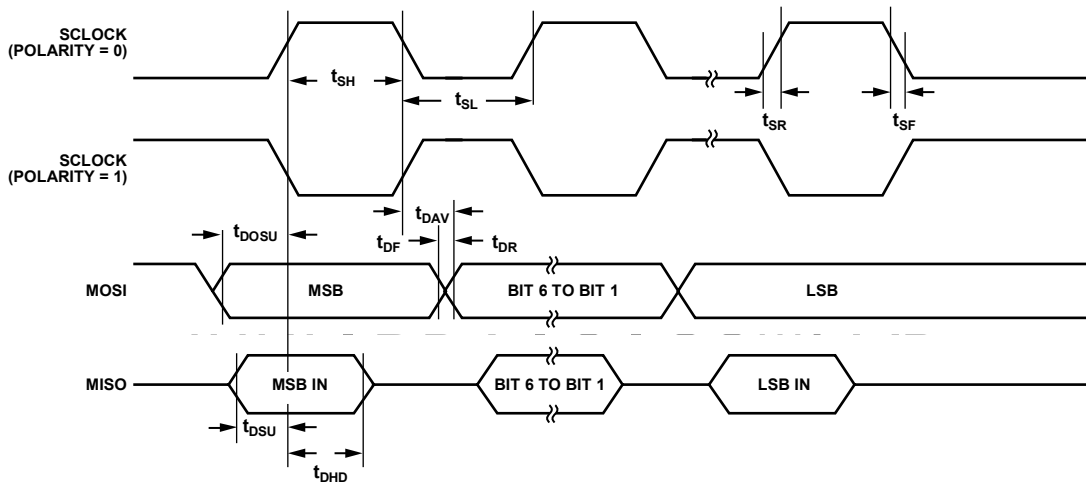 SCLOCK
(POLARITY = 0)
tSH
tSL
tSR
tSF
SCLOCK
(POLARITY = 1)
tDAV
tDOSU
tDF
tDR
MOSI
MSB
BIT 6 TO BIT 1
LSB
MISO
MSB IN
BIT 6 TO BIT 1
LSB IN
tDSU
tDHD